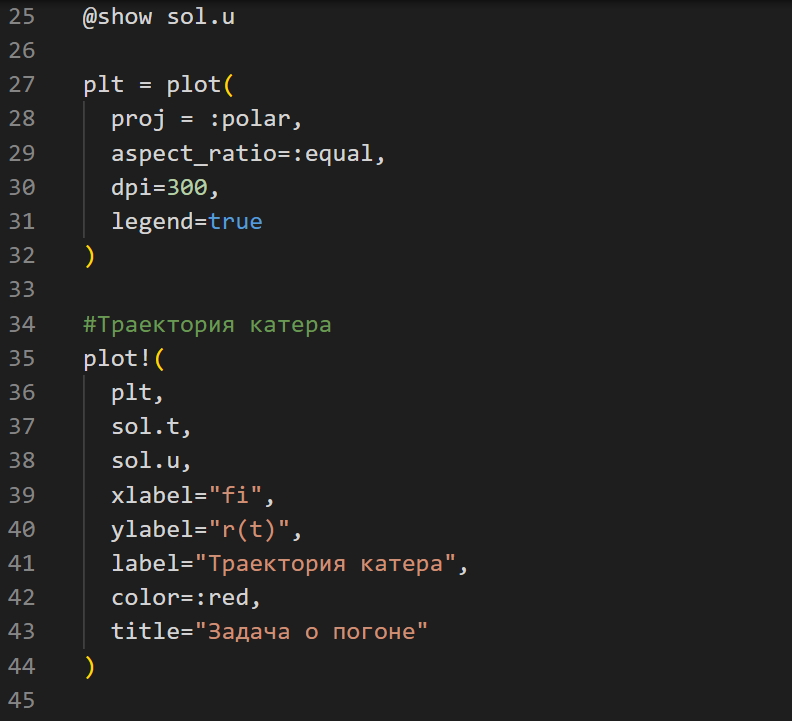 25 @show sol.u
26
27 plt = plot(
28 proj = :polar,
29 aspect_ratio=:equal,
30 dpi=300,
31 legend=true
32 )
33
34 #Траектория катера
35 plot!(
36 plt,
37 sol.t,
38 sol.u,
39 xlabel="fi",
40 ylabel="r(t)",
41 label="Траектория катера",
42 color=:red,
43 title="Задача о погоне"
44 )
45